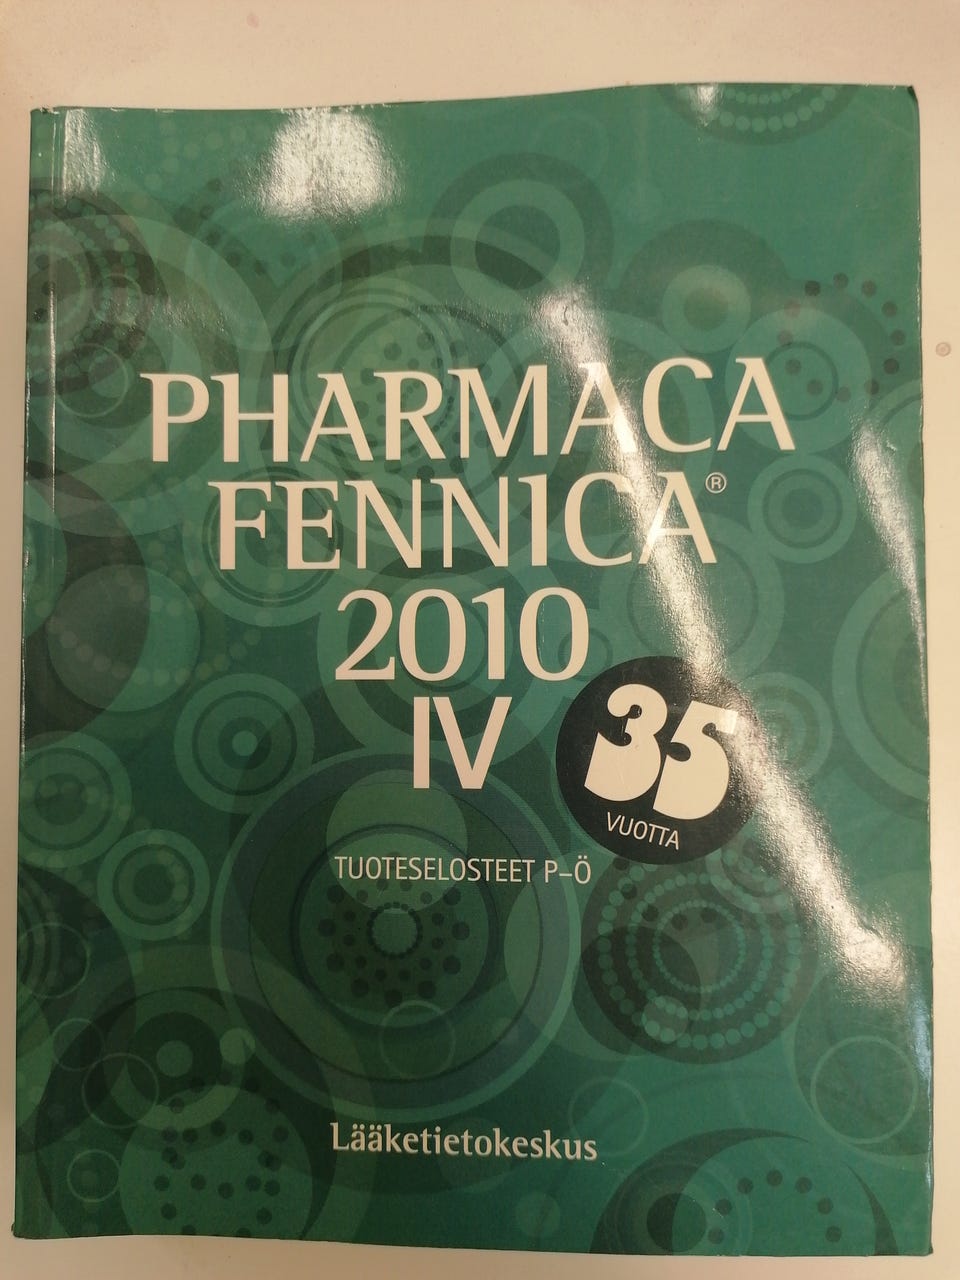 PHARMACA
FENNICA®
2010
IV
35
VUOTTA
TUOTESELOSTEET P–Ö
Lääketietokeskus